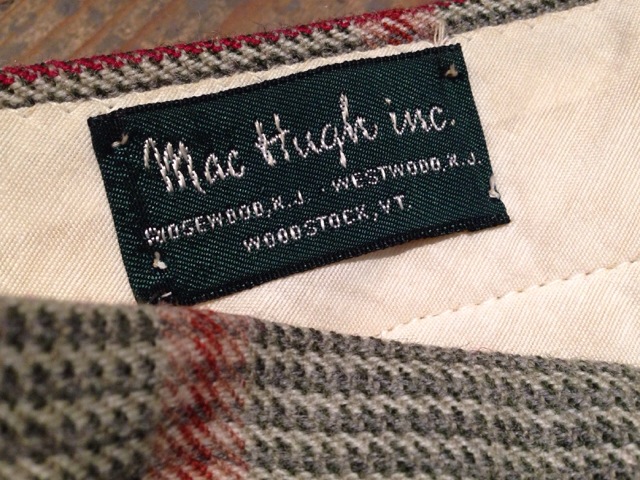 Mac Hugh inc.
RIDGEWOOD, N.J. · WESTWOOD, N.J.
WOODSTOCK, VT.